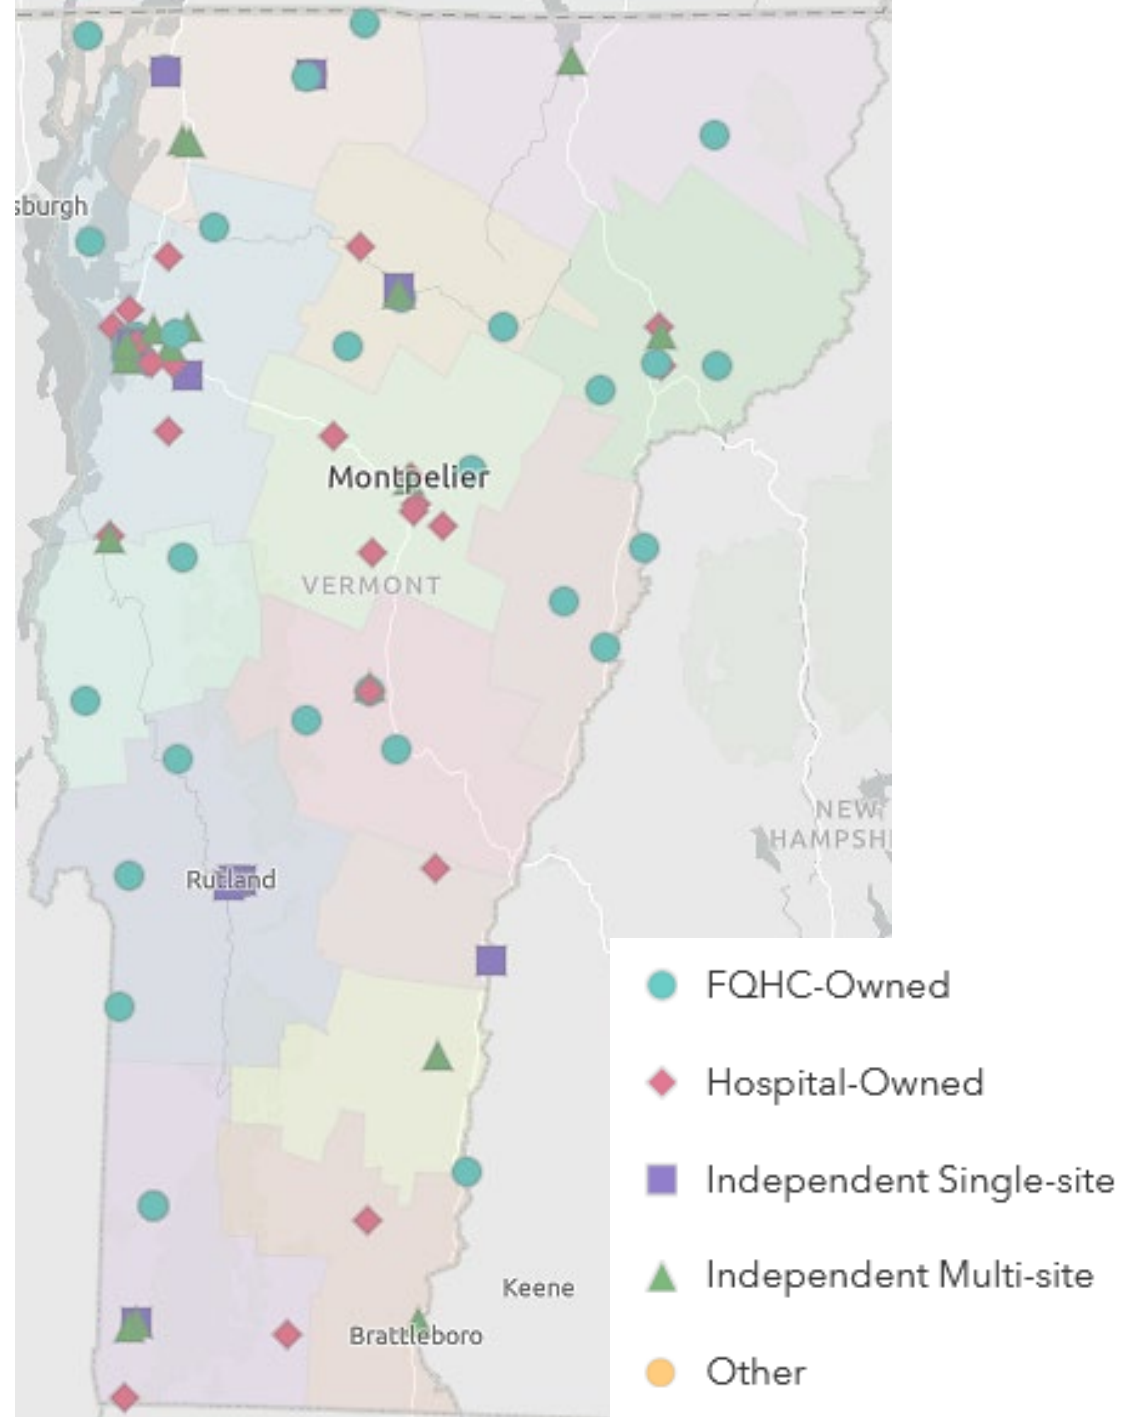 sburgh
Montpelier
VERMONT
NEW
HAMPSH
Rutland
Keene
Brattleboro
FQHC-Owned
Hospital-Owned
Independent Single-site
Independent Multi-site
Other